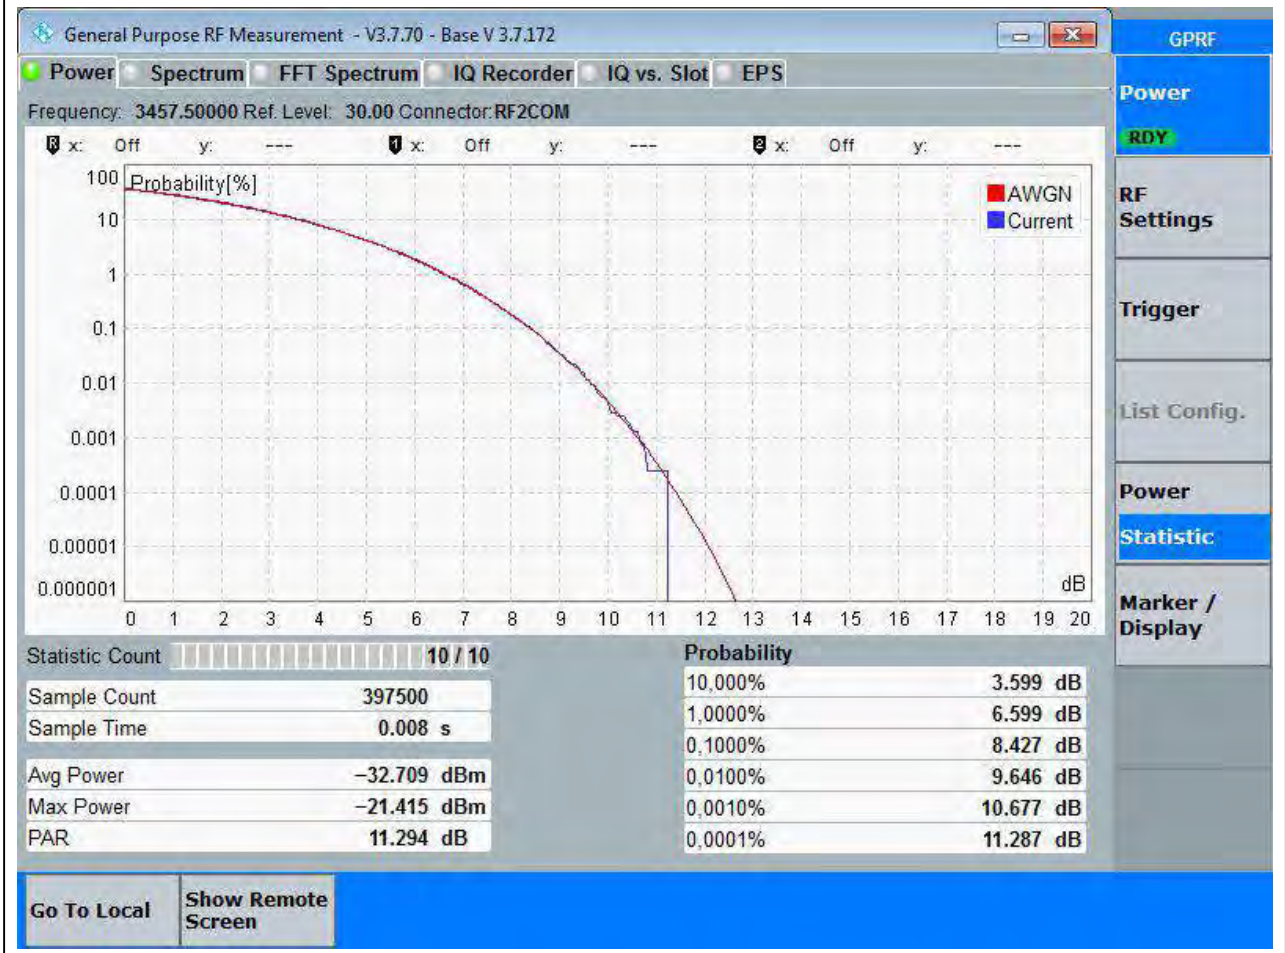 General Purpose RF Measurement - V3.7.70 - Base V 3.7.172
GPRF
Power Spectrum FFT Spectrum IQ Recorder IQ vs. Slot EPS
Frequency: 3457.50000 Ref. Level: 30.00 Connector:RF2COM
R x: Off y: --- 1 x: Off y: --- 2 x: Off y: ---
Probability[%]
AWGN
Current
100
10
1
0.1
0.01
0.001
0.0001
0.00001
0.000001
dB
0 1 2 3 4 5 6 7 8 9 10 11 12 13 14 15 16 17 18 19 20
Statistic Count 10 / 10
Sample Count 397500
Sample Time 0.008 s
Avg Power −32.709 dBm
Max Power −21.415 dBm
PAR 11.294 dB
Probability
10,000% 3.599 dB
1,0000% 6.599 dB
0,1000% 8.427 dB
0,0100% 9.646 dB
0,0010% 10.677 dB
0,0001% 11.287 dB
Power
RDY
RF
Settings
Trigger
List Config.
Power
Statistic
Marker /
Display
Go To Local
Show Remote
Screen